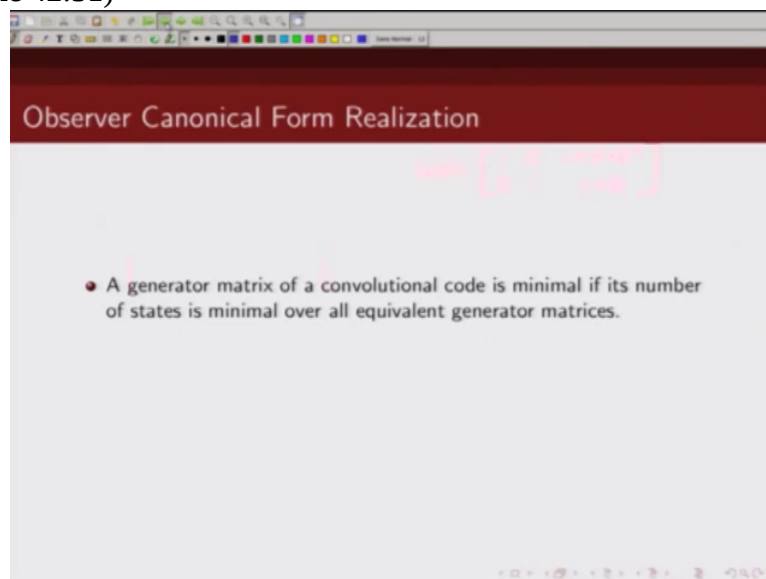 Observer Canonical Form Realization
A generator matrix of a convolutional code is minimal if its number
of states is minimal over all equivalent generator matrices.